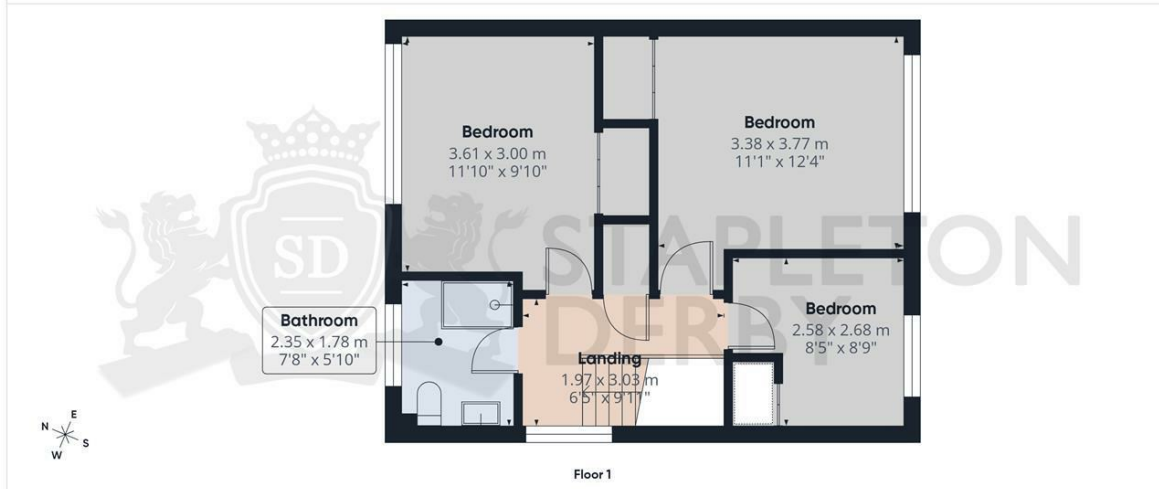 Bedroom
3.61 x 3.00 m
11'10" x 9'10"
Bedroom
3.38 x 3.77 m
11'1" x 12'4"
SD
STAPLETON
DERBY
Bathroom
2.35 x 1.78 m
7'8" x 5'10"
Landing
1.97 x 3.03 m
6'5" x 9'11"
Bedroom
2.58 x 2.68 m
8'5" x 8'9"
N
E
S
W
Floor 1